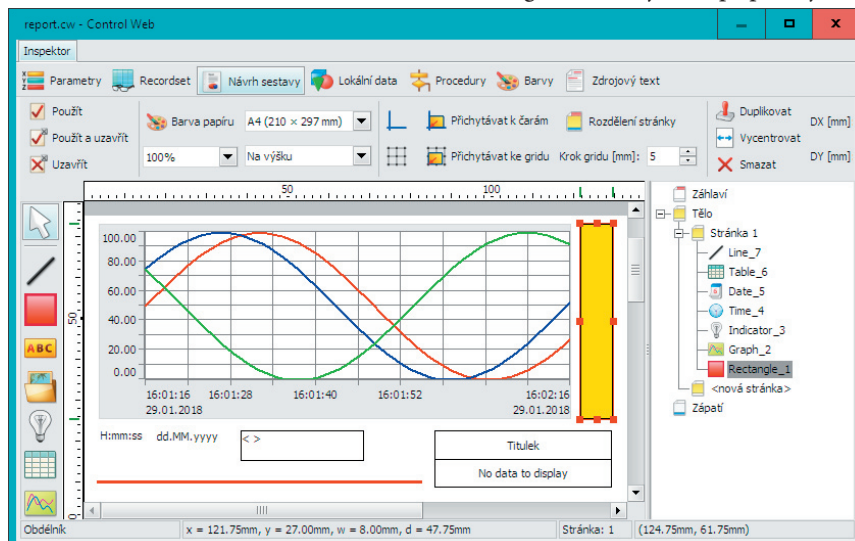 report.cw - Control Web
x
Inspektor
Parametry Recordset Návrh sestavy Lokální data Procedury Barvy Zdrojový text
Použít
Použít a uzavřít
Uzavřít
Barva papíru A4 (210 × 297 mm)
100% Na výšku
Přichytávat k čarám Rozdělení stránky
Přichytávat ke gridu Krok gridu [mm]: 5
Duplikovat
Vycentrovat
Smazat
DX [mm]
DY [mm]
50 100
50
0
ABC
100.00
80.00
60.00
40.00
20.00
0.00
16:01:16 16:01:28 16:01:40 16:01:52 16:02:16
29.01.2018 29.01.2018
H:mm:ss dd.MM.yyyy < >
Titulek
No data to display
Záhlaví
Tělo
Stránka 1
Line_7
Table_6
Date_5
Time_4
Indicator_3
Graph_2
Rectangle_1
<nová stránka>
Zápatí
Obdélník x = 121.75mm, y = 27.00mm, w = 8.00mm, d = 47.75mm Stránka: 1 (124.75mm, 61.75mm)